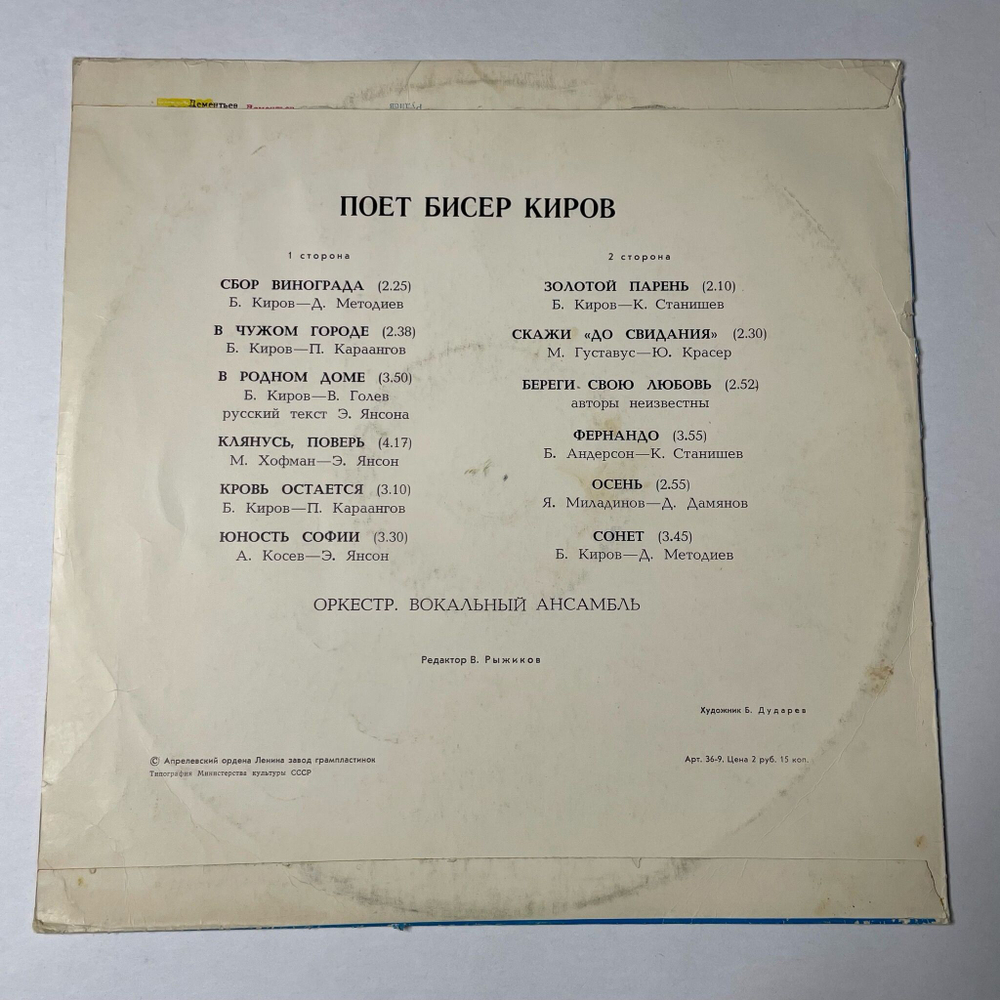 Дементьев
ПОЕТ БИСЕР КИРОВ
1 сторона
СБОР ВИНОГРАДА (2.25)
Б. Киров—Д. Методиев
В ЧУЖОМ ГОРОДЕ (2.38)
Б. Киров—П. Караангов
В РОДНОМ ДОМЕ (3.50)
Б. Киров—В. Голев
русский текст Э. Янсона
КЛЯНУСЬ, ПОВЕРЬ (4.17)
М. Хофман—Э. Янсон
КРОВЬ ОСТАЕТСЯ (3.10)
Б. Киров—П. Караангов
ЮНОСТЬ СОФИИ (3.30)
А. Косев—Э. Янсон
2 сторона
ЗОЛОТОЙ ПАРЕНЬ (2.10)
Б. Киров—К. Станишев
СКАЖИ «ДО СВИДАНИЯ» (2.30)
М. Густавус—Ю. Красер
БЕРЕГИ СВОЮ ЛЮБОВЬ (2.52)
авторы неизвестны
ФЕРНАНДО (3.55)
Б. Андерсон—К. Станишев
ОСЕНЬ (2.55)
Я. Миладинов—Д. Дамянов
СОНЕТ (3.45)
Б. Киров—Д. Методиев
ОРКЕСТР. ВОКАЛЬНЫЙ АНСАМБЛЬ
Редактор В. Рыжиков
Художник Б. Дударев
© Апрелевский ордена Ленина завод грампластинок
Типография Министерства культуры СССР
Арт. 36-9. Цена 2 руб. 15 коп.